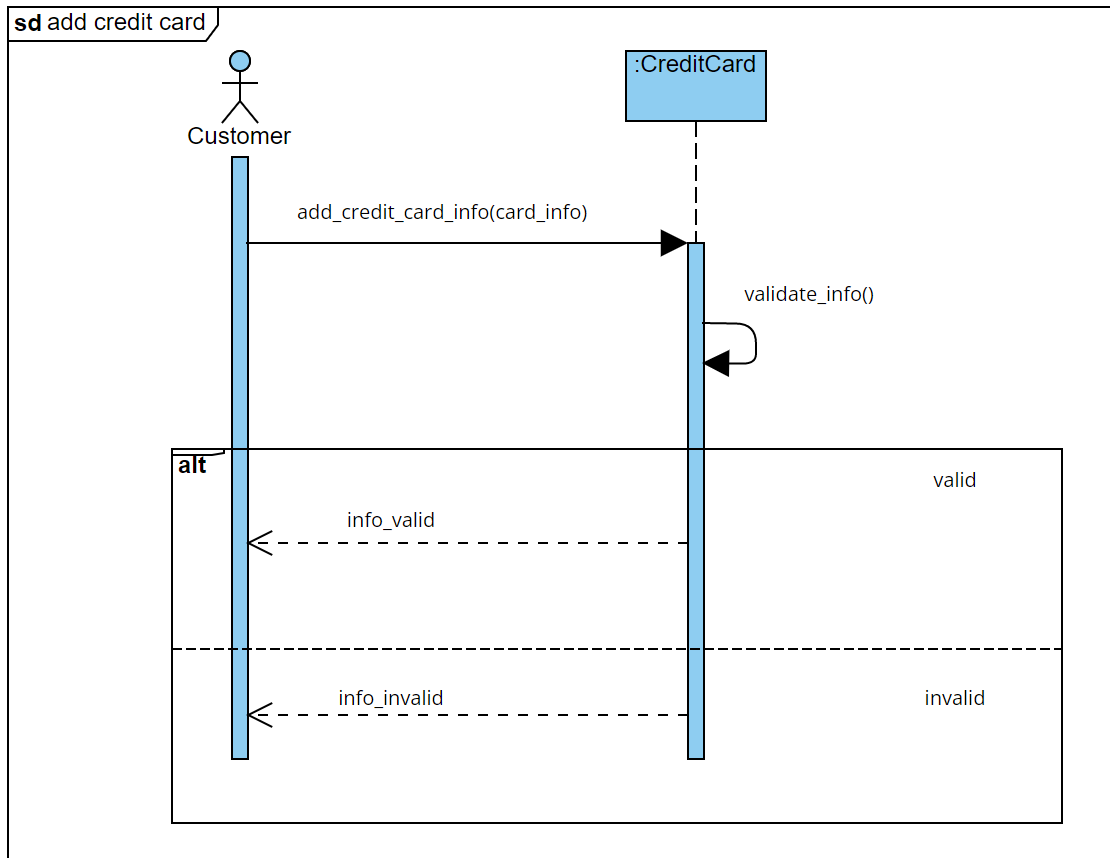 sd add credit card
:CreditCard
Customer
add_credit_card_info(card_info)
validate_info()
alt
valid
info_valid
info_invalid
invalid